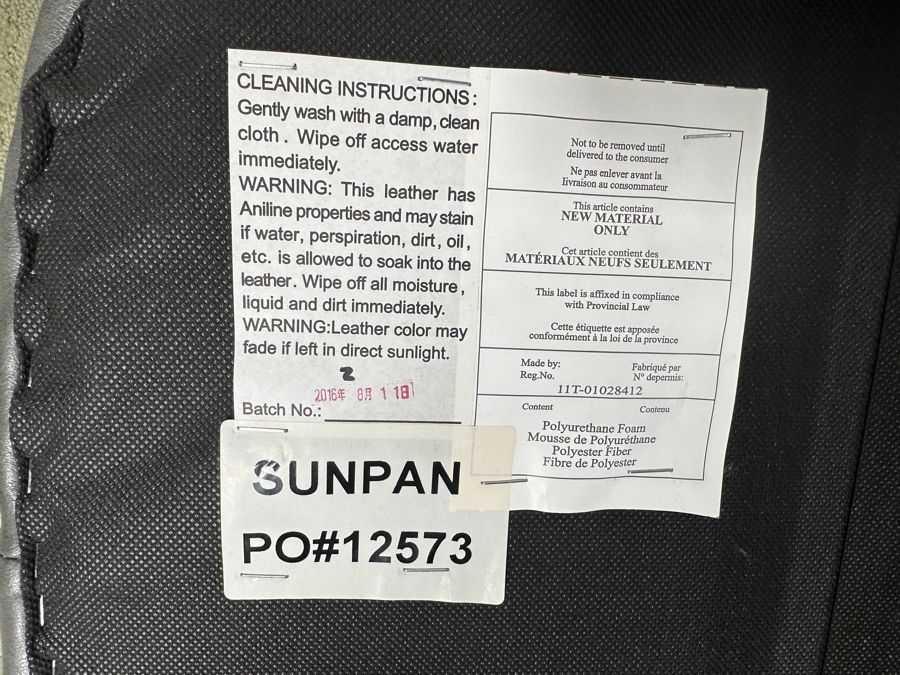 CLEANING INSTRUCTIONS:
Gently wash with a damp, clean
cloth. Wipe off access water
immediately.
WARNING: This leather has
Aniline properties and may stain
if water, perspiration, dirt, oil,
etc. is allowed to soak into the
leather. Wipe off all moisture,
liquid and dirt immediately.
WARNING:Leather color may
fade if left in direct sunlight.
2
2016年 8月 1 1日
Batch No.:
SUNPAN
PO#12573
Not to be removed until
delivered to the consumer
Ne pas enlever avant la
livraison au consommateur
This article contains
NEW MATERIAL
ONLY
Cet article contient des
MATÉRIAUX NEUFS SEULEMENT
This label is affixed in compliance
with Provincial Law
Cette étiquette est apposée
conformément à la loi de la province
Made by:
Reg.No.
Fabriqué par
N° depermis:
11T-01028412
Content
Contenu
Polyurethane Foam
Mousse de Polyuréthane
Polyester Fiber
Fibre de Polyester